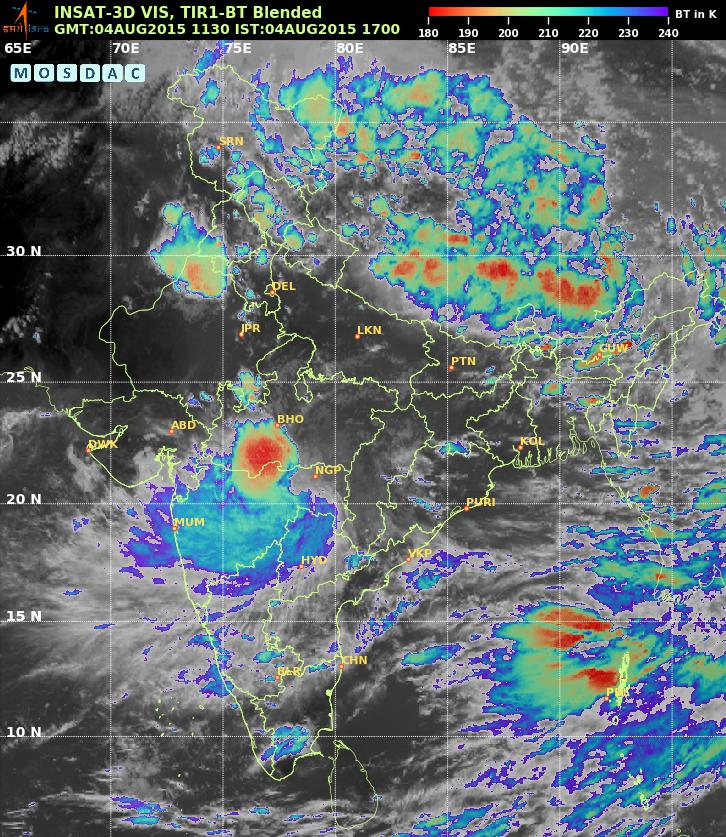 INSAT-3D VIS, TIR1-BT Blended
GMT:04AUG2015 1130 IST:04AUG2015 1700
BT in K
180 190 200 210 220 230 240
65E 70E 75E 80E 85E 90E
M O S D A C
SRN
30 N
DEL
JPR LKN
GUW
PTN
25 N
BHO
ABD
DWK KOL
NGP
20 N
PURI
MUM
VKP
HYD
15 N
CHN
BLR
10 N